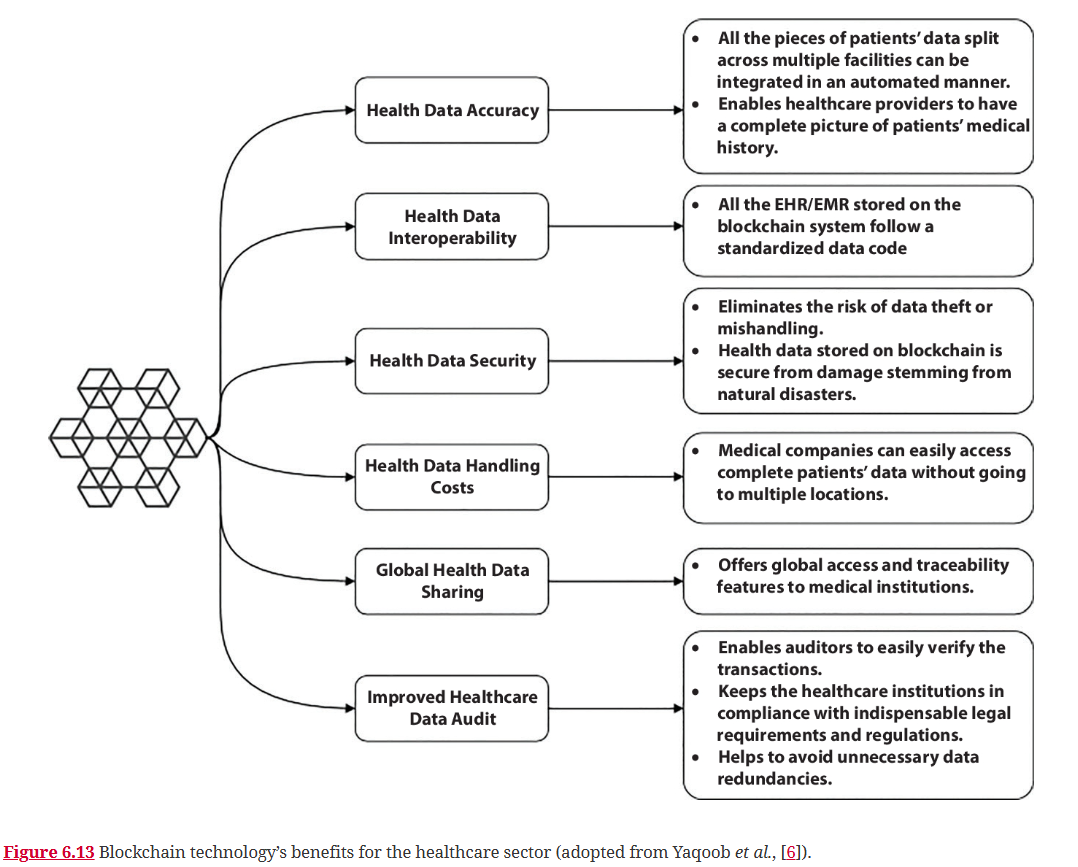 Health Data Accuracy
• All the pieces of patients’ data split
across multiple facilities can be
integrated in an automated manner.
• Enables healthcare providers to have
a complete picture of patients’ medical
history.
Health Data
Interoperability
• All the EHR/EMR stored on the
blockchain system follow a
standardized data code
Health Data Security
• Eliminates the risk of data theft or
mishandling.
• Health data stored on blockchain is
secure from damage stemming from
natural disasters.
Health Data Handling
Costs
• Medical companies can easily access
complete patients’ data without going
to multiple locations.
Global Health Data
Sharing
• Offers global access and traceability
features to medical institutions.
Improved Healthcare
Data Audit
• Enables auditors to easily verify the
transactions.
• Keeps the healthcare institutions in
compliance with indispensable legal
requirements and regulations.
• Helps to avoid unnecessary data
redundancies.
Figure 6.13 Blockchain technology’s benefits for the healthcare sector (adopted from Yaqoob et al., [6]).